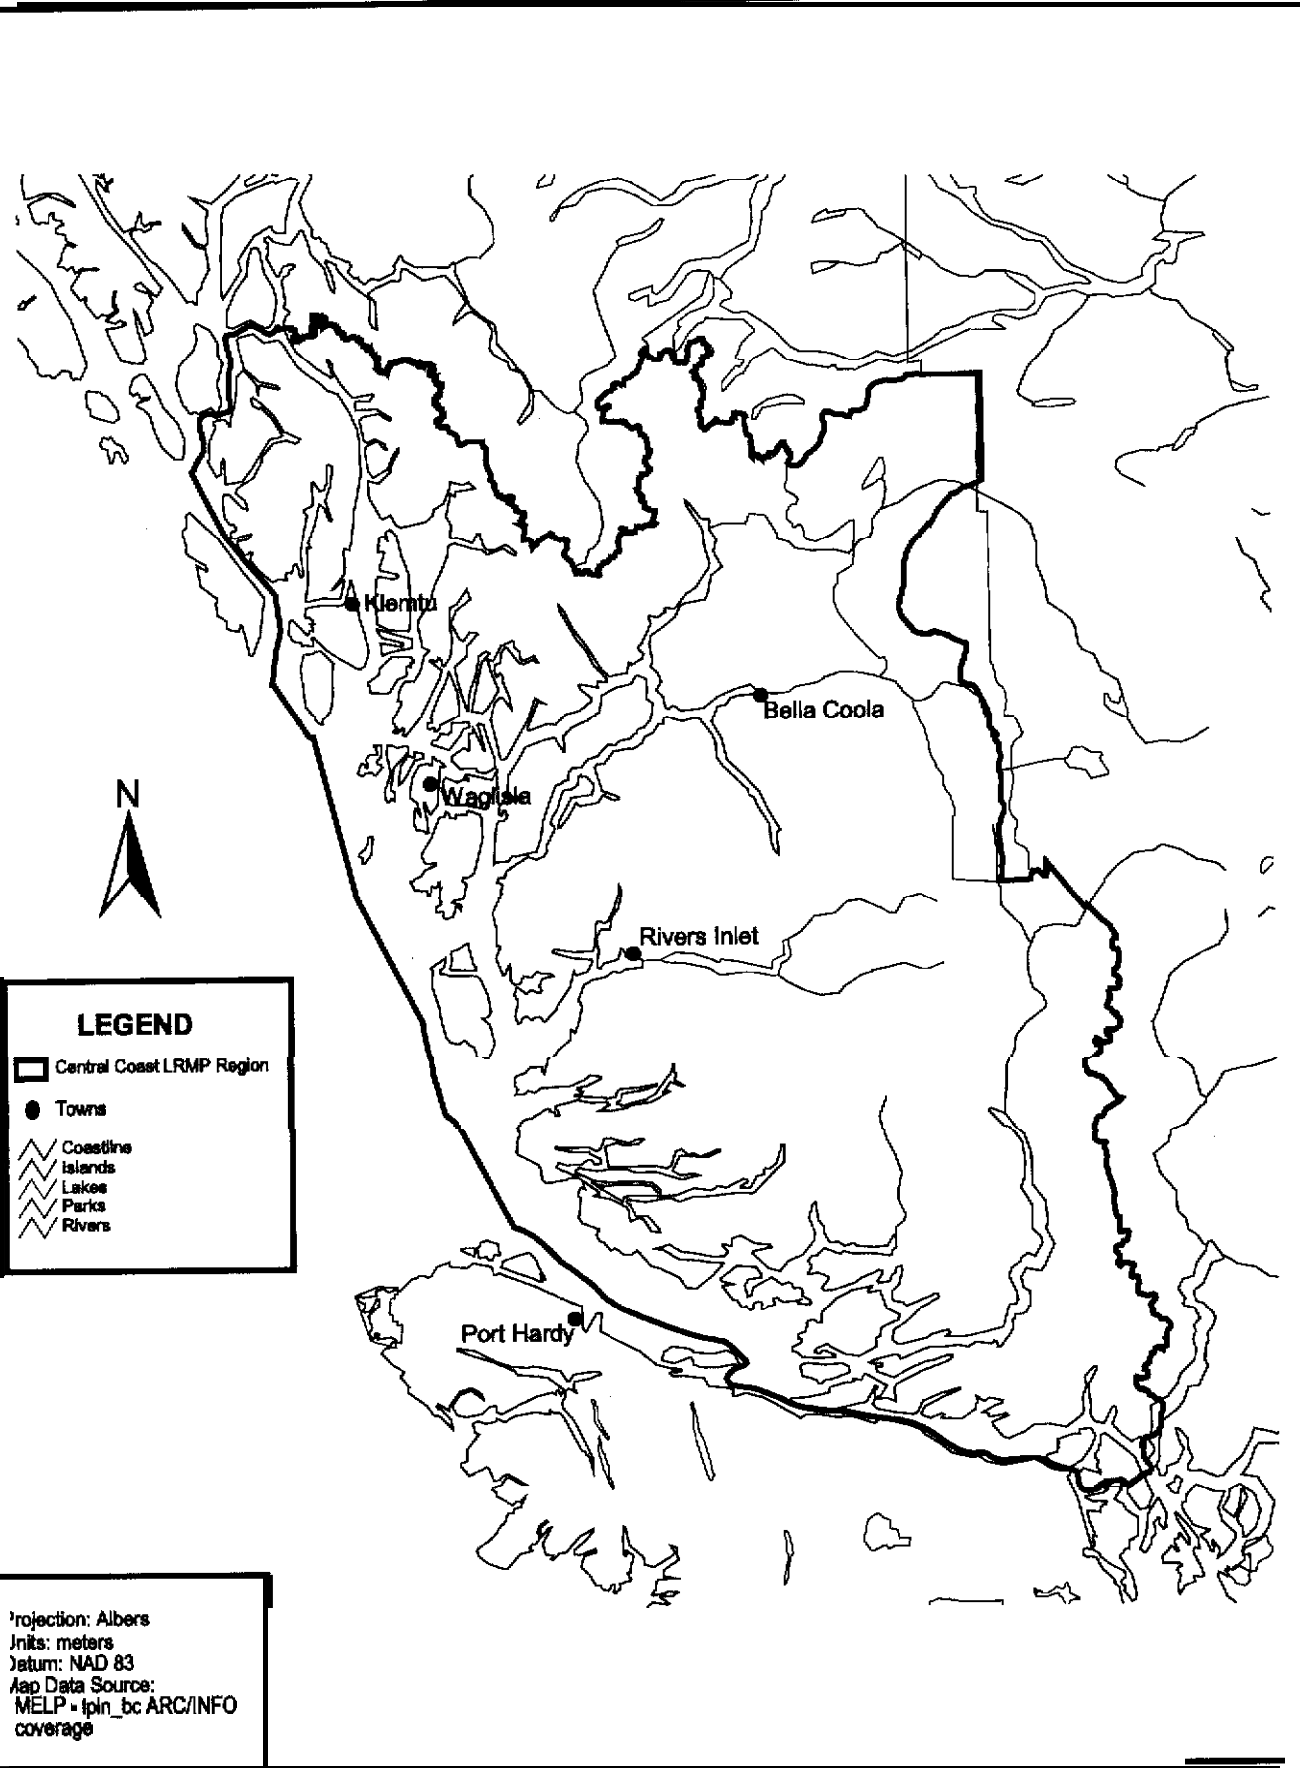 Klemtu
Bella Coola
N
Waglisla
Rivers Inlet
LEGEND
Central Coast LRMP Region
Towns
Coastline
Islands
Lakes
Parks
Rivers
Port Hardy
rojection: Albers
nits: meters
atum: NAD 83
ap Data Source:
MELP - lpin_bc ARC/INFO
coverage